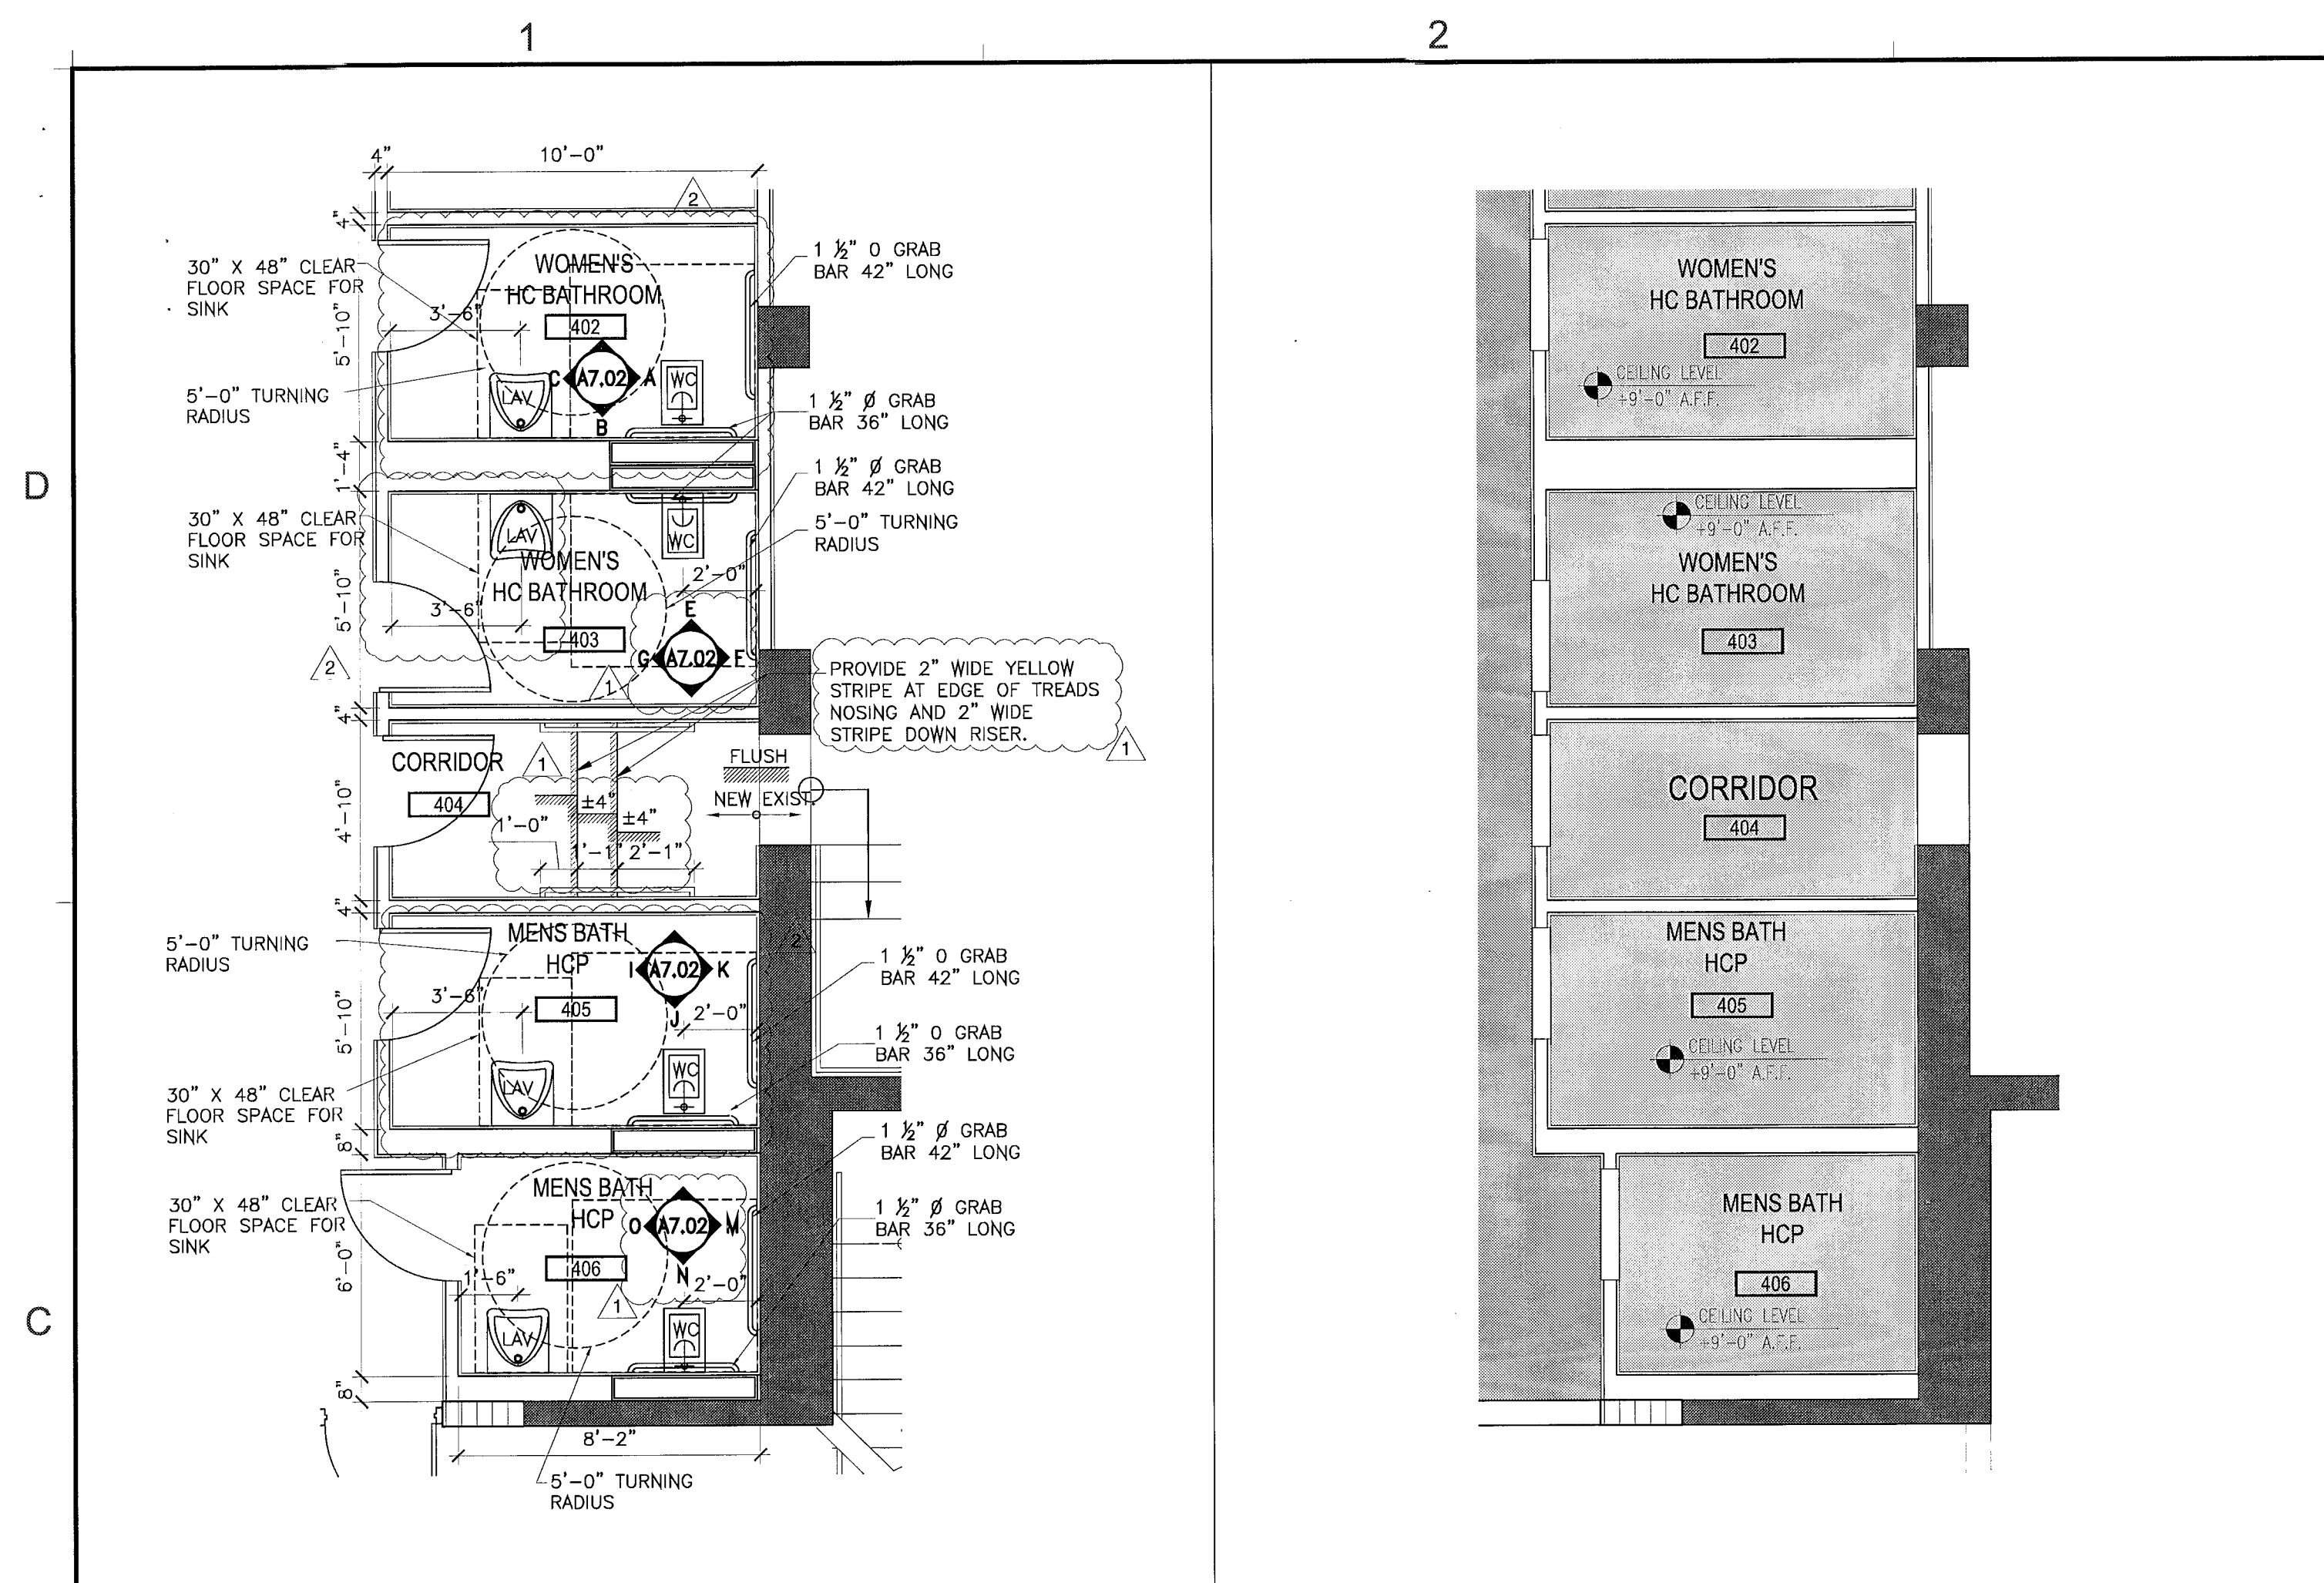 1
2
D
C
4"
10'-0"
2
4"
30" X 48" CLEAR
FLOOR SPACE FOR
SINK
WOMEN'S
HC BATHROOM
402
3'-6"
5'-10"
1 ½" O GRAB
BAR 42" LONG
C
A7.02
A
B
WC
LAV
5'-0" TURNING
RADIUS
1 ½" Ø GRAB
BAR 36" LONG
1'-4"
1 ½" Ø GRAB
BAR 42" LONG
30" X 48" CLEAR
FLOOR SPACE FOR
SINK
LAV
WC
5'-0" TURNING
RADIUS
WOMEN'S
HC BATHROOM
403
2'-0"
3'-6"
5'-10"
E
G
A7.02
F
2
1
PROVIDE 2" WIDE YELLOW
STRIPE AT EDGE OF TREADS
NOSING AND 2" WIDE
STRIPE DOWN RISER.
1
4"
CORRIDOR
404
1
FLUSH
NEW EXIST.
±4"
±4"
1'-0"
1'-1"
2'-1"
4'-10"
4"
5'-0" TURNING
RADIUS
MENS BATH
HCP
405
I
A7.02
K
J
2
3'-6"
2'-0"
5'-10"
1 ½" O GRAB
BAR 42" LONG
1 ½" O GRAB
BAR 36" LONG
WC
LAV
30" X 48" CLEAR
FLOOR SPACE FOR
SINK
8"
1 ½" Ø GRAB
BAR 42" LONG
30" X 48" CLEAR
FLOOR SPACE FOR
SINK
MENS BATH
HCP
406
O
A7.02
M
N
1 ½" Ø GRAB
BAR 36" LONG
1'-6"
2'-0"
6'-0"
1
LAV
WC
8"
8'-2"
5'-0" TURNING
RADIUS
WOMEN'S
HC BATHROOM
402
CEILING LEVEL
+9'-0" A.F.F.
CEILING LEVEL
+9'-0" A.F.F.
WOMEN'S
HC BATHROOM
403
CORRIDOR
404
MENS BATH
HCP
405
CEILING LEVEL
+9'-0" A.F.F.
MENS BATH
HCP
406
CEILING LEVEL
+9'-0" A.F.F.